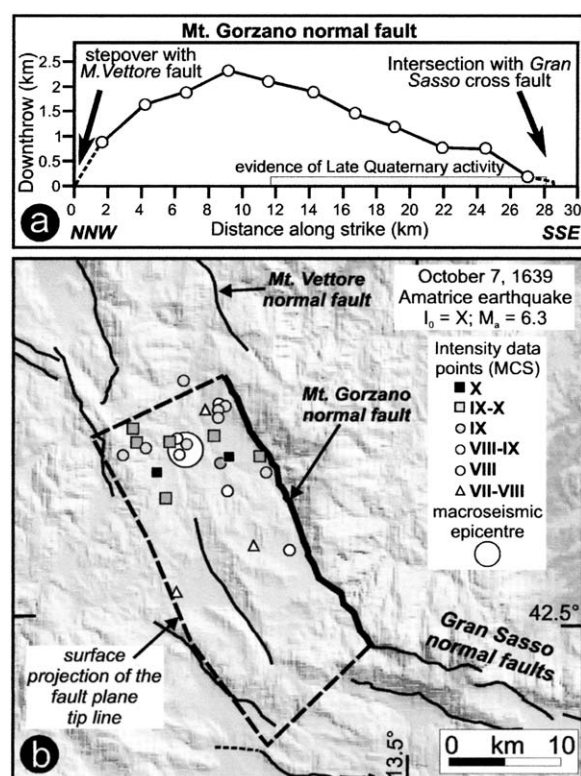 Mt. Gorzano normal fault
stepover with
M.Vettore fault
Intersection with Gran
Sasso cross fault
Downthrow (km)
2.5
2
1.5
1
0.5
0
evidence of Late Quaternary activity
0 2 4 6 8 10 12 14 16 18 20 22 24 26 28 30
a
NNW
Distance along strike (km)
SSE
Mt. Vettore
normal fault
October 7, 1639
Amatrice earthquake
I0 = X; Ma = 6.3
Mt. Gorzano
normal fault
Intensity data
points (MCS)
X
IX-X
IX
VIII-IX
VIII
VII-VIII
macroseismic
epicentre
42.5°
Gran Sasso
normal faults
surface
projection of the
fault plane
tip line
b
13.5°
0 km 10